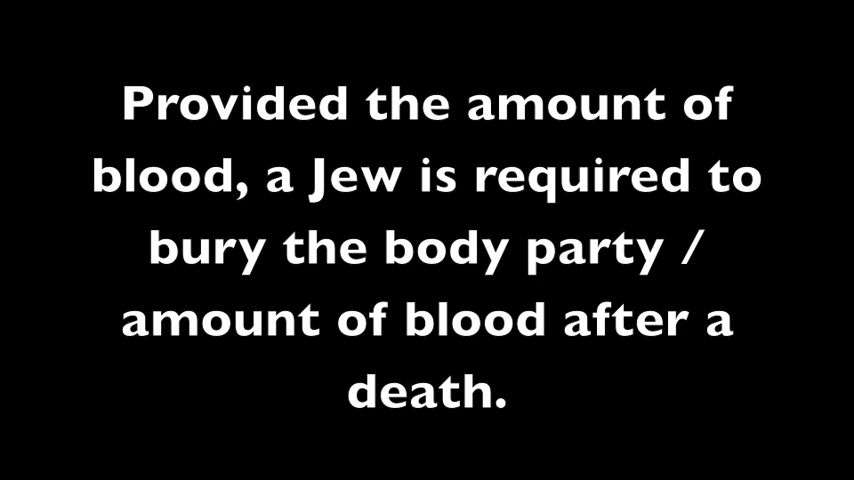 Provided the amount of
blood, a Jew is required to
bury the body party /
amount of blood after a
death.